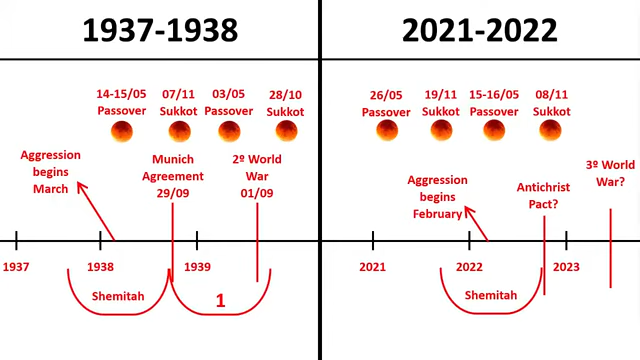 1937-1938
14-15/05
Passover
07/11
Sukkot
03/05
Passover
28/10
Sukkot
Aggression
begins
March
Munich
Agreement
29/09
2º World
War
01/09
1937
1938
1939
Shemitah
1
2021-2022
26/05
Passover
19/11
Sukkot
15-16/05
Passover
08/11
Sukkot
Aggression
begins
February
Antichrist
Pact?
3º World
War?
2021
2022
2023
Shemitah